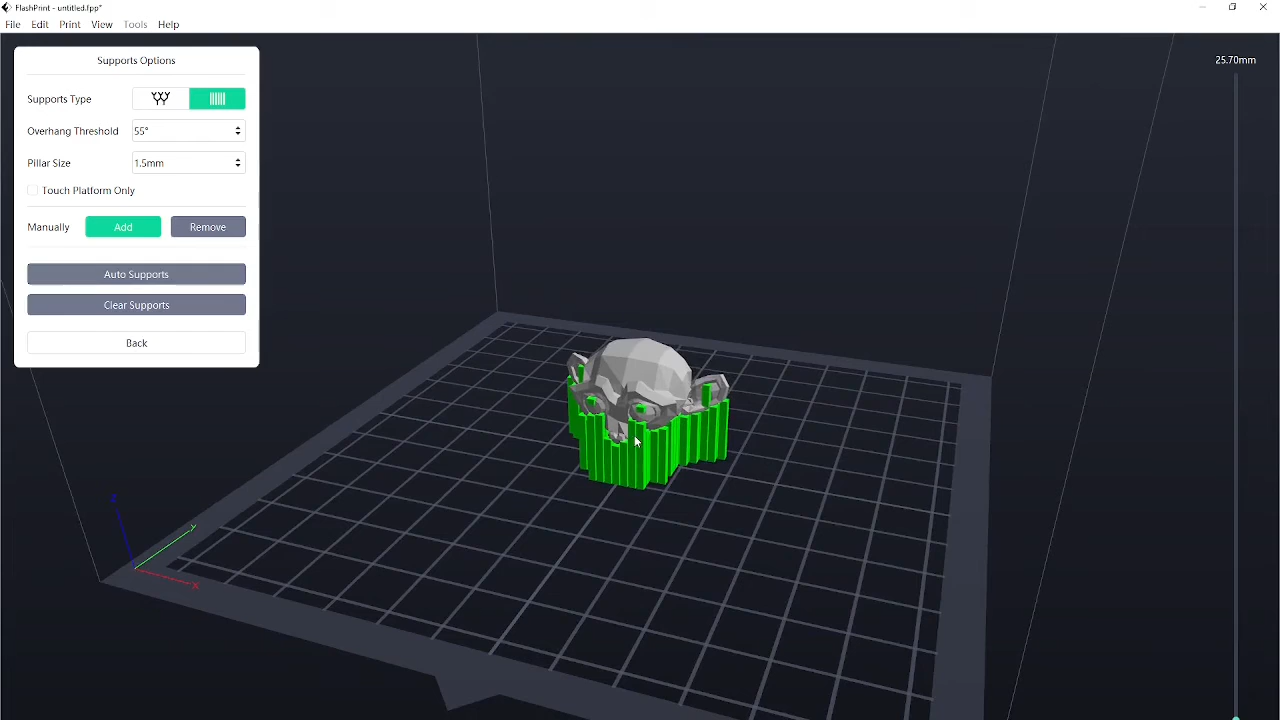 FlashPrint - untitled.fpp*
File Edit Print View Tools Help
Supports Options
25.70mm
Supports Type
Overhang Threshold 55°
Pillar Size 1.5mm
Touch Platform Only
Manually Add Remove
Auto Supports
Clear Supports
Back
Z
Y
X